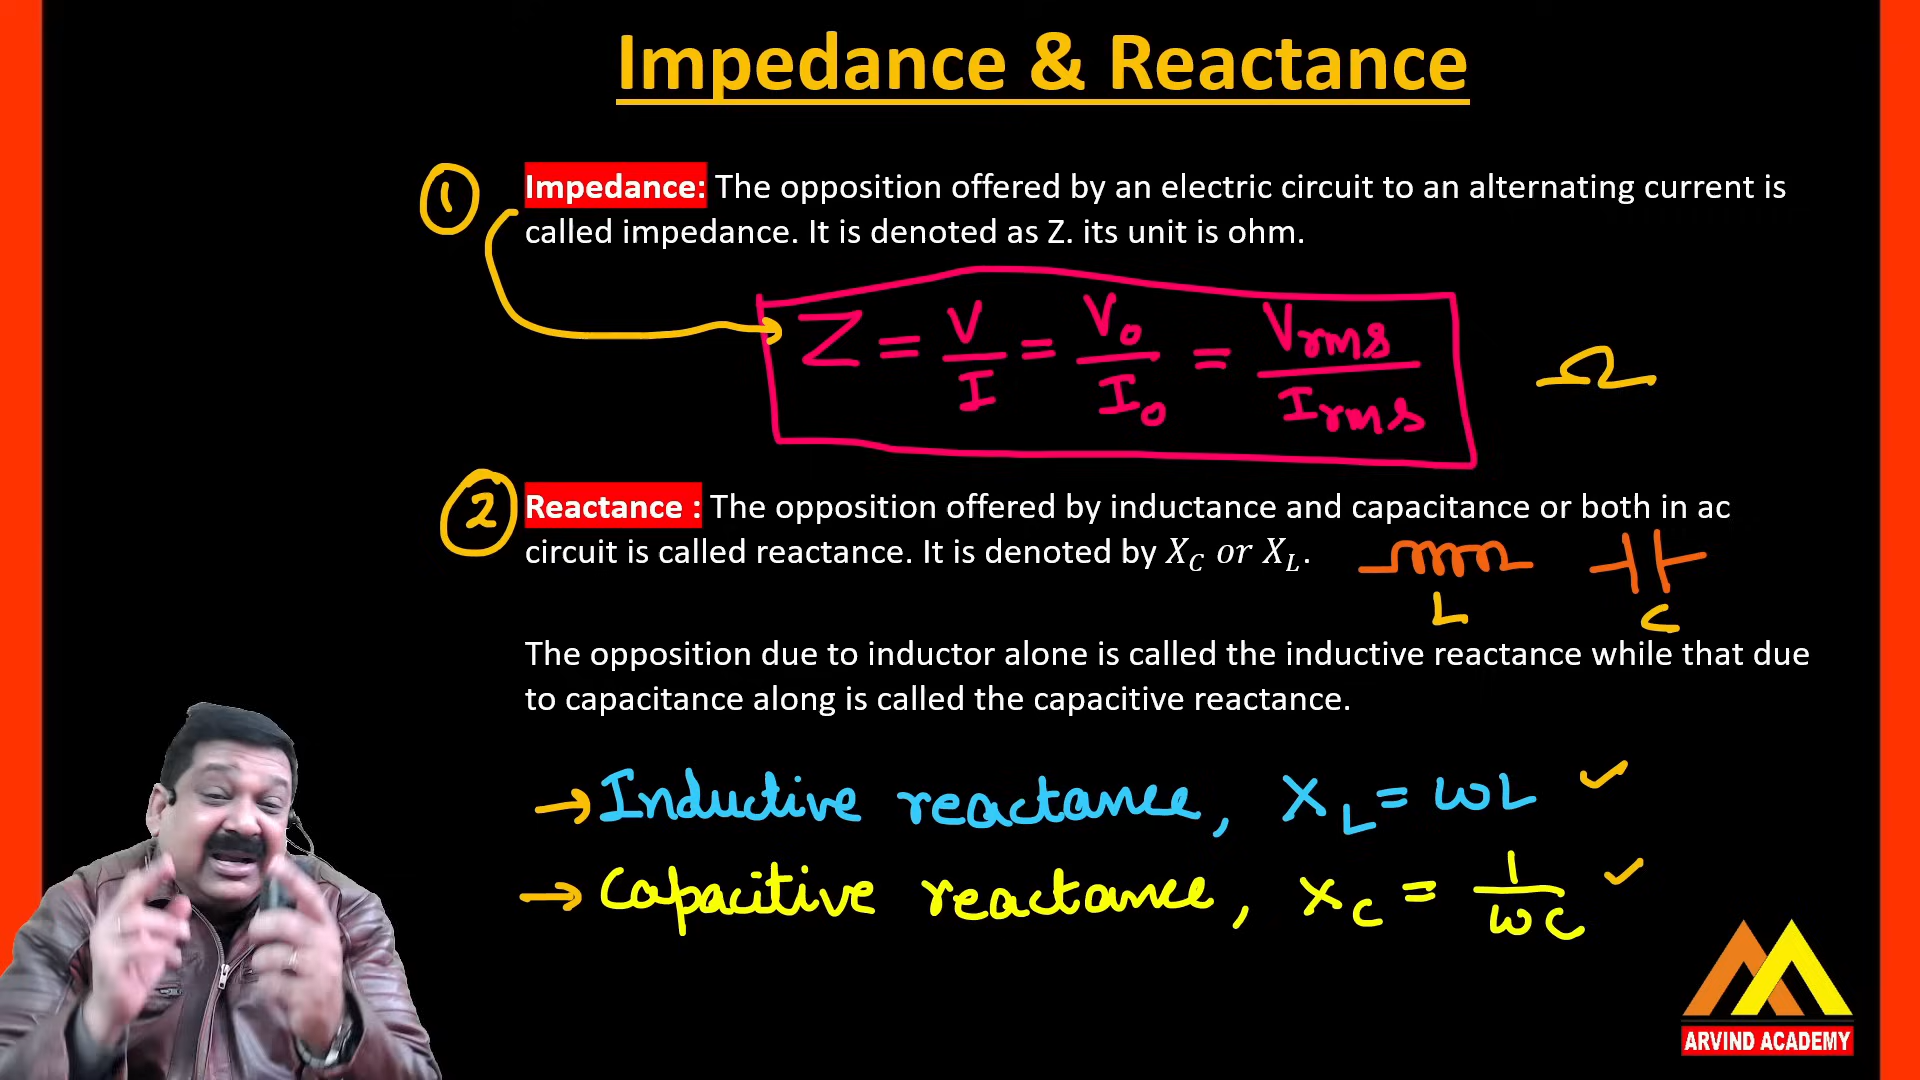 Impedance & Reactance
1
Impedance: The opposition offered by an electric circuit to an alternating current is
called impedance. It is denoted as Z. its unit is ohm.
Z = V/I = V₀/I₀ = Vrms/Irms
Ω
2
Reactance : The opposition offered by inductance and capacitance or both in ac
circuit is called reactance. It is denoted by X_C or X_L.
L C
The opposition due to inductor alone is called the inductive reactance while that due
to capacitance along is called the capacitive reactance.
→ Inductive reactance, X_L = ωL ✓
→ Capacitive reactance, X_C = 1/ωC ✓
ARVIND ACADEMY